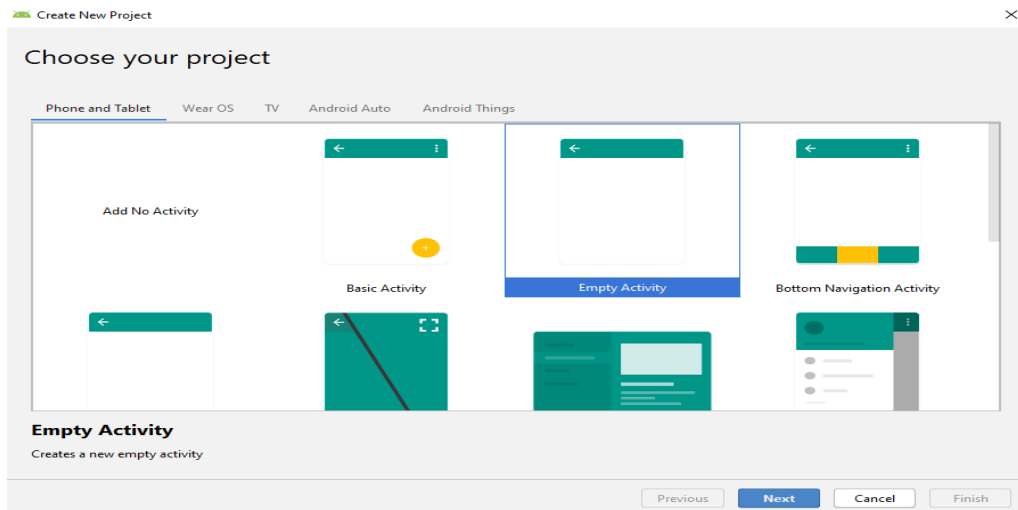 Create New Project
Choose your project
Phone and Tablet Wear OS TV Android Auto Android Things
Add No Activity
Basic Activity
Empty Activity
Bottom Navigation Activity
Empty Activity
Creates a new empty activity
Previous Next Cancel Finish